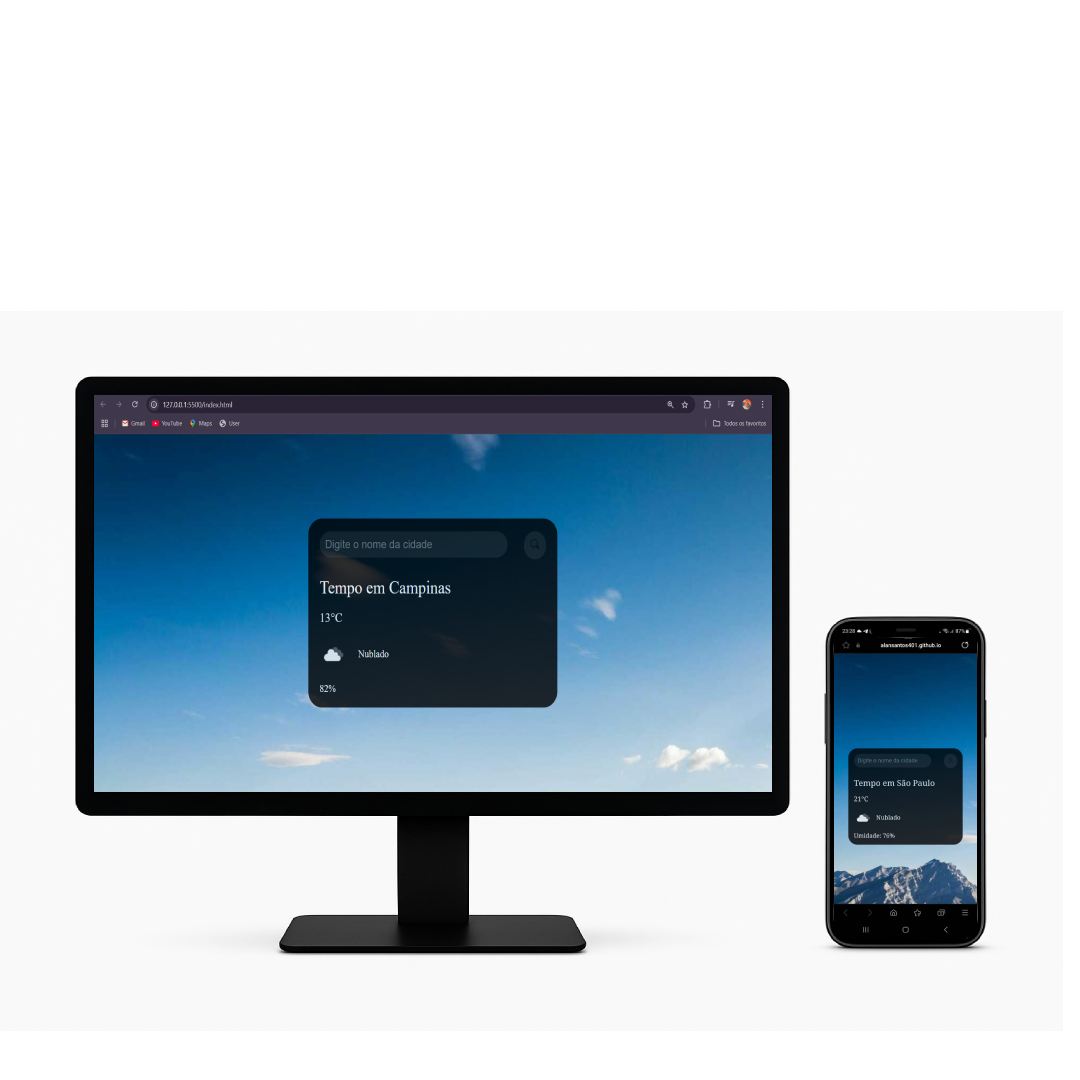 127.0.0.1:5500/index.html
Gmail YouTube Maps User Todos os favoritos
Digite o nome da cidade
Tempo em Campinas
13°C
Nublado
82%
23:26 87%
alansantos401.github.io
Digite o nome da cidade
Tempo em São Paulo
21°C
Nublado
Umidade: 76%